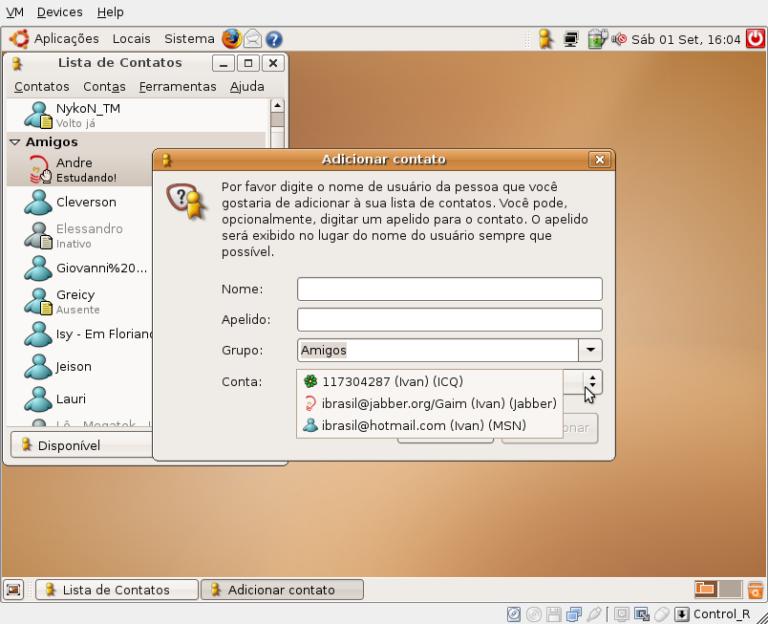 VM Devices Help
Aplicações Locais Sistema
Sáb 01 Set, 16:04
Lista de Contatos
Contatos Contas Ferramentas Ajuda
NykoN_TM
Volto já
Amigos
Andre
Estudando!
Cleverson
Elessandro
Inativo
Giovanni%20...
Greicy
Ausente
Isy - Em Floriano
Jeison
Lauri
Disponível
Adicionar contato
Por favor digite o nome de usuário da pessoa que você
gostaria de adicionar à sua lista de contatos. Você pode,
opcionalmente, digitar um apelido para o contato. O apelido
será exibido no lugar do nome do usuário sempre que
possível.
Nome:
Apelido:
Grupo: Amigos
Conta:
117304287 (Ivan) (ICQ)
ibrasil@jabber.org/Gaim (Ivan) (Jabber)
ibrasil@hotmail.com (Ivan) (MSN)
onar
Lista de Contatos
Adicionar contato
Control_R